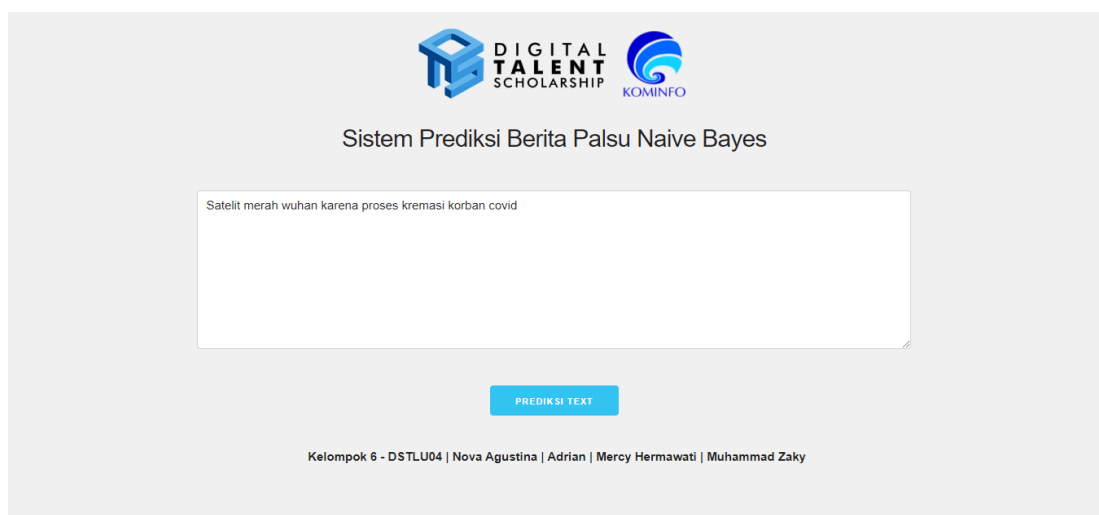 DIGITAL
TALENT
SCHOLARSHIP
KOMINFO
Sistem Prediksi Berita Palsu Naive Bayes
Satelit merah wuhan karena proses kremasi korban covid
PREDIKSI TEXT
Kelompok 6 - DSTLU04 | Nova Agustina | Adrian | Mercy Hermawati | Muhammad Zaky